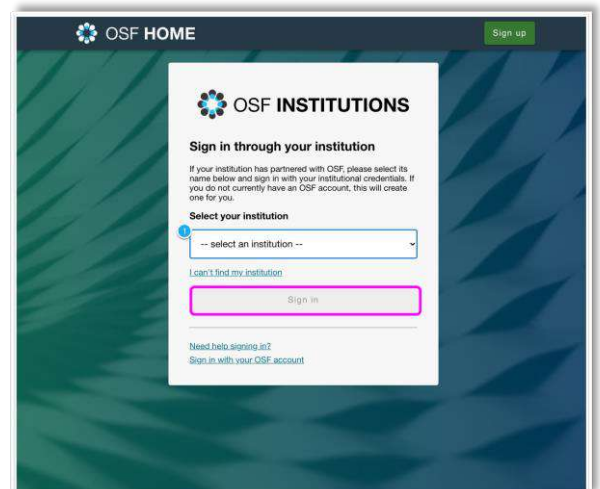 OSF HOME
Sign up
OSF INSTITUTIONS
Sign in through your institution
If your institution has partnered with OSF, please select its
name below and sign in with your institutional credentials. If
you do not currently have an OSF account, this will create
one for you.
Select your institution
1
-- select an institution --
I can't find my institution
Sign in
Need help signing in?
Sign in with your OSF account